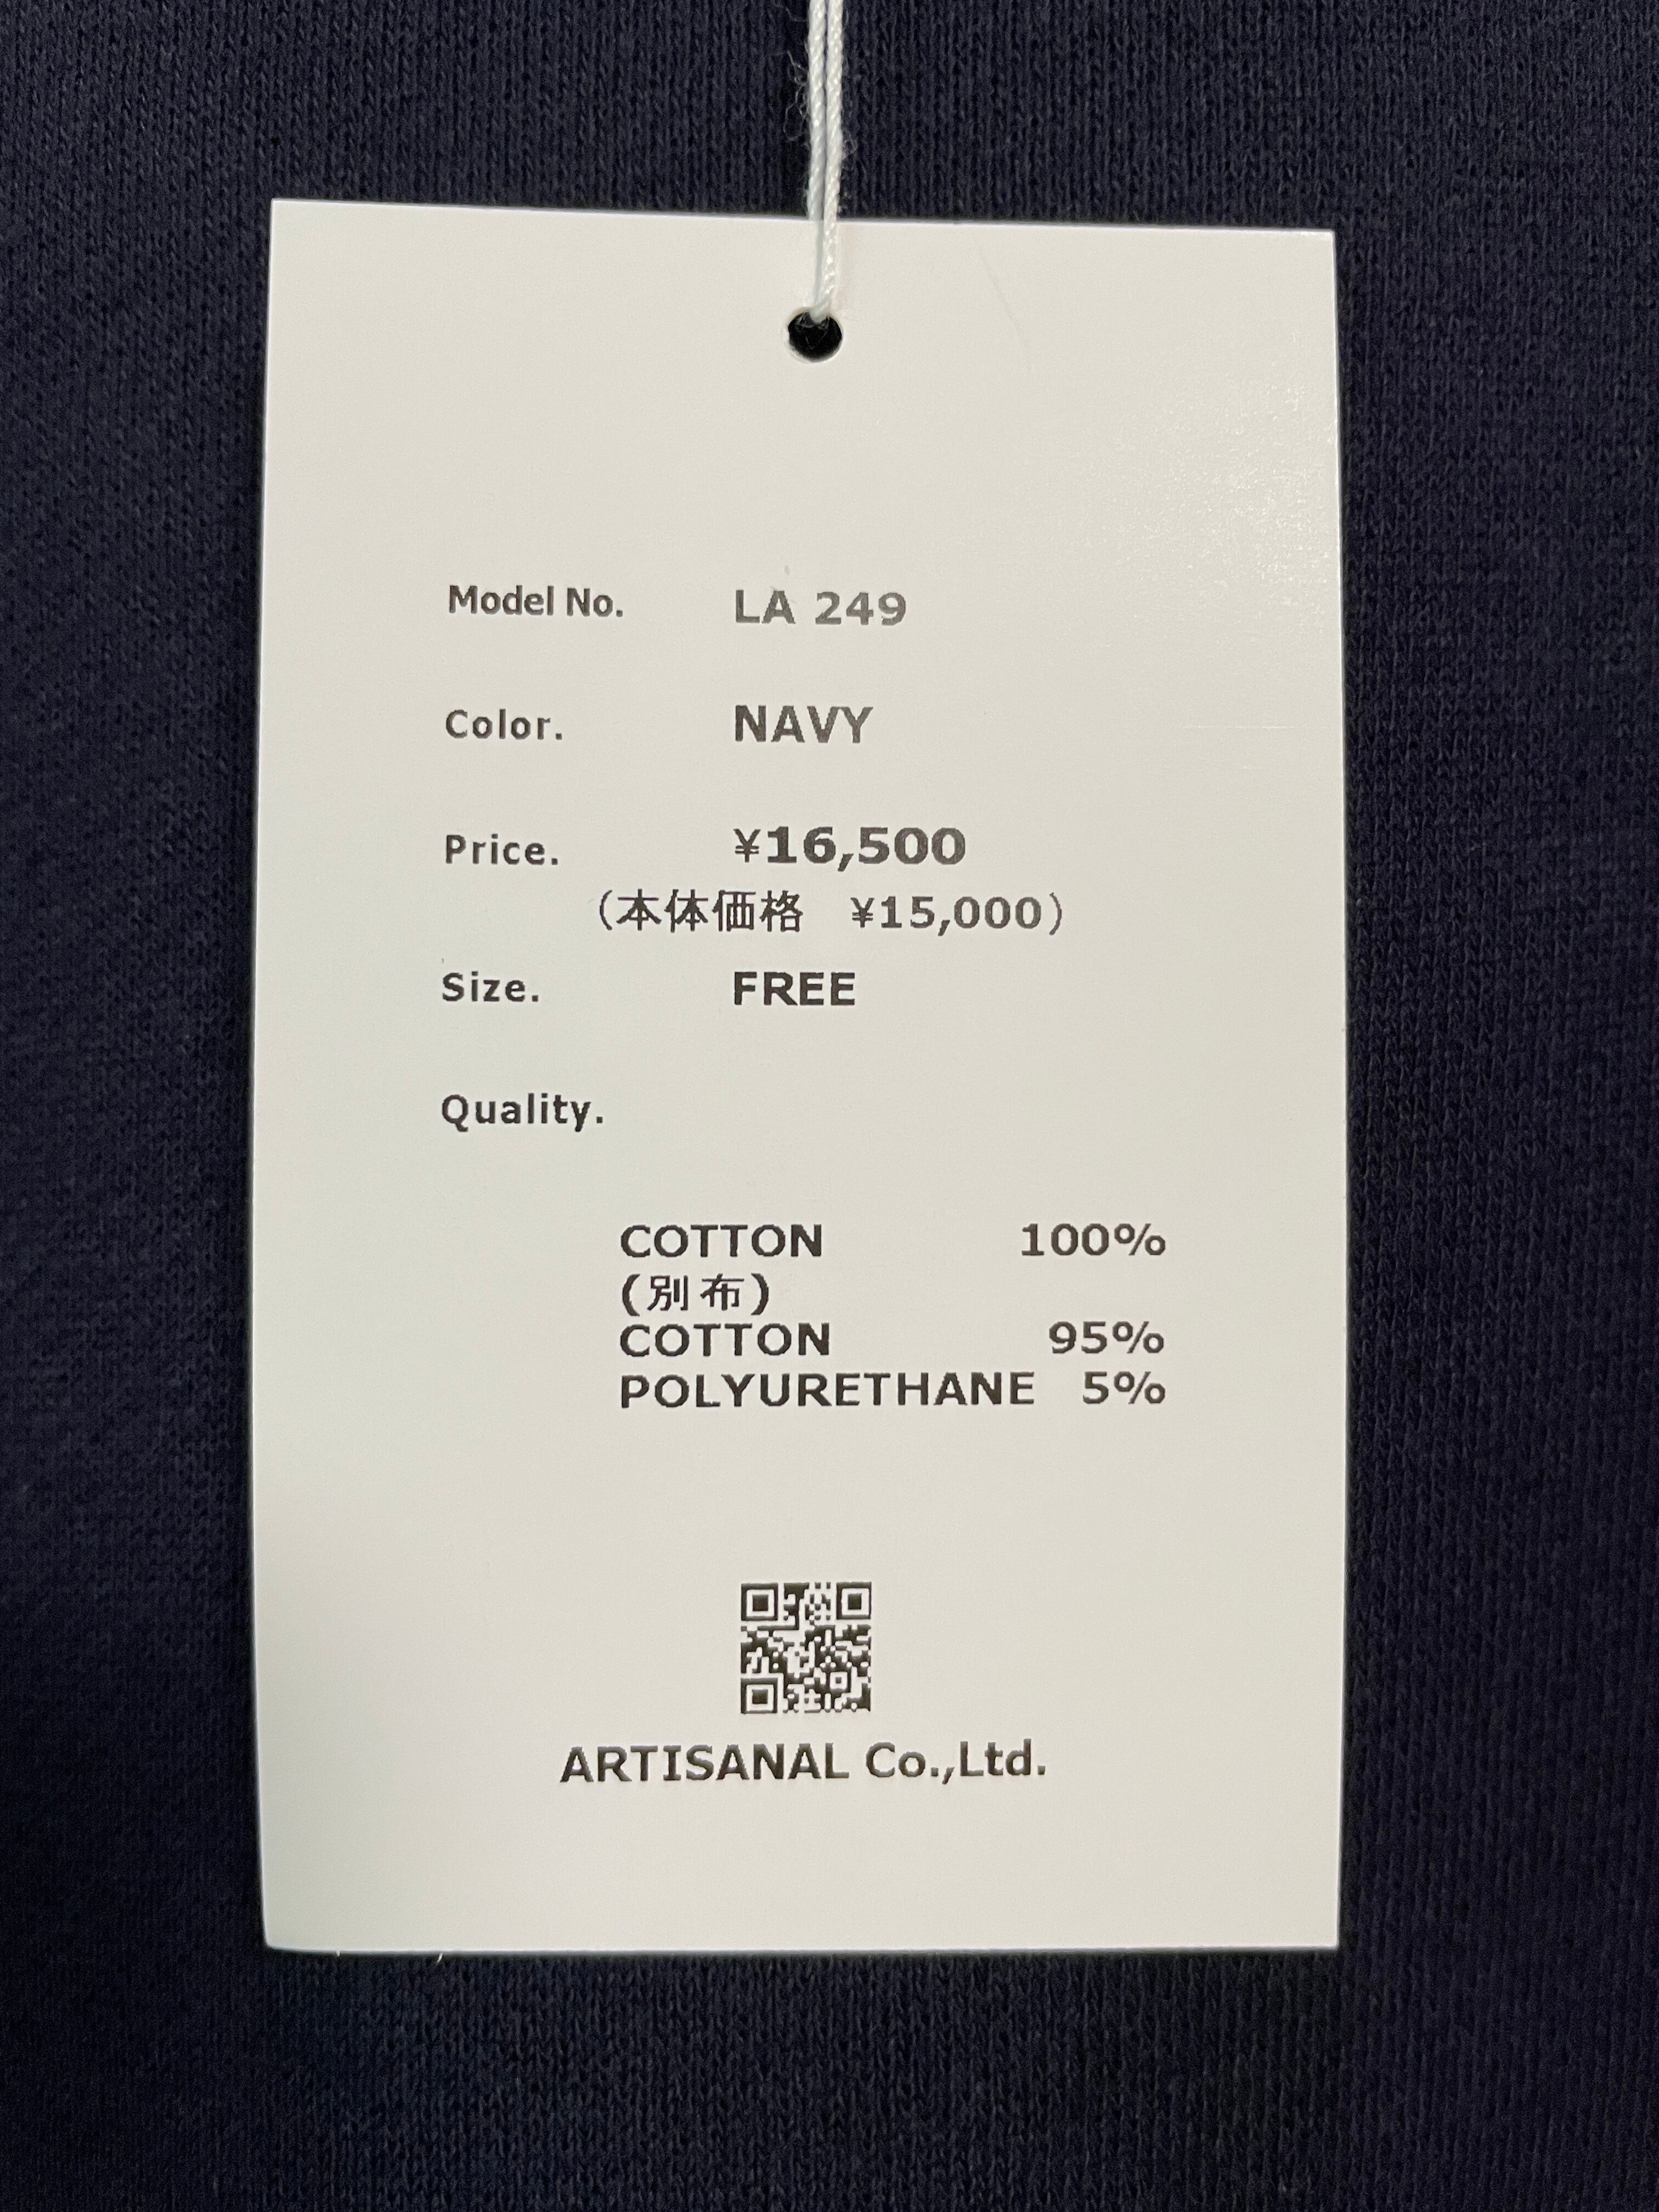 Model No. LA 249
Color. NAVY
Price. ¥16,500
（本体価格　¥15,000）
Size. FREE
Quality.
COTTON 100%
(別布)
COTTON 95%
POLYURETHANE 5%
ARTISANAL Co.,Ltd.